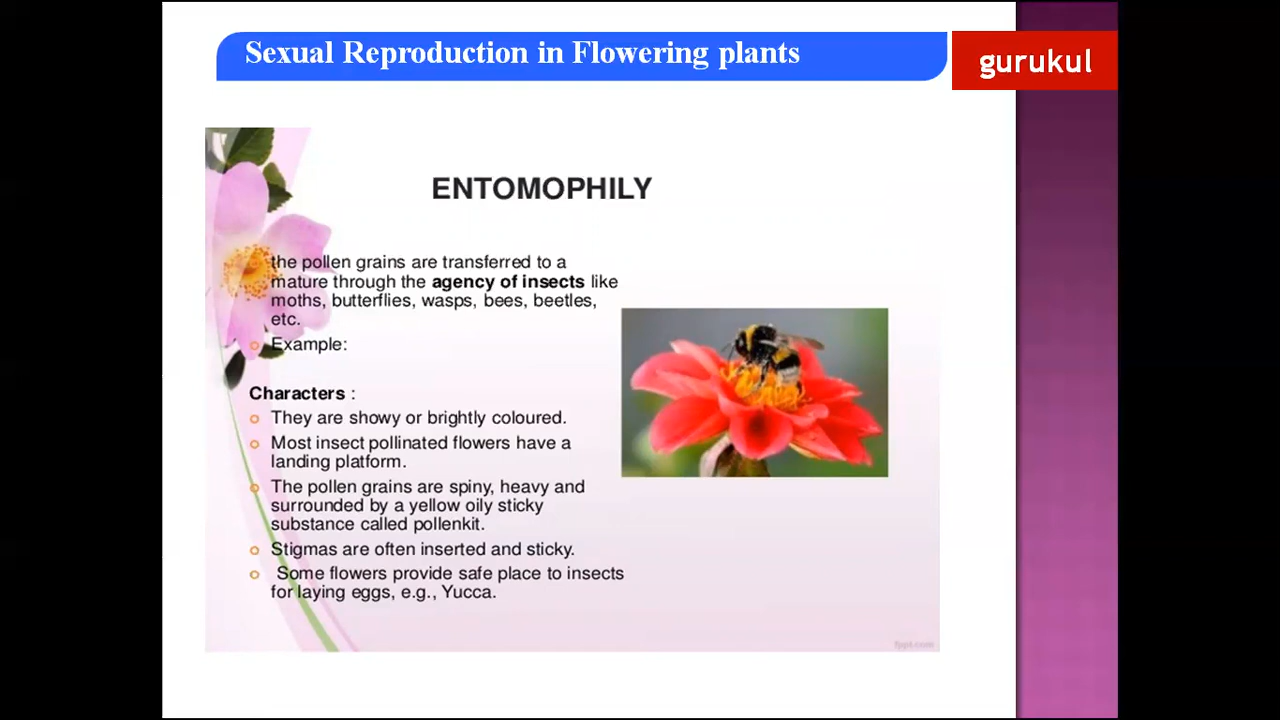 Sexual Reproduction in Flowering plants
gurukul
ENTOMOPHILY
the pollen grains are transferred to a
mature through the agency of insects like
moths, butterflies, wasps, bees, beetles,
etc.
Example:
Characters :
They are showy or brightly coloured.
Most insect pollinated flowers have a
landing platform.
The pollen grains are spiny, heavy and
surrounded by a yellow oily sticky
substance called pollenkit.
Stigmas are often inserted and sticky.
Some flowers provide safe place to insects
for laying eggs, e.g., Yucca.
fppt.com